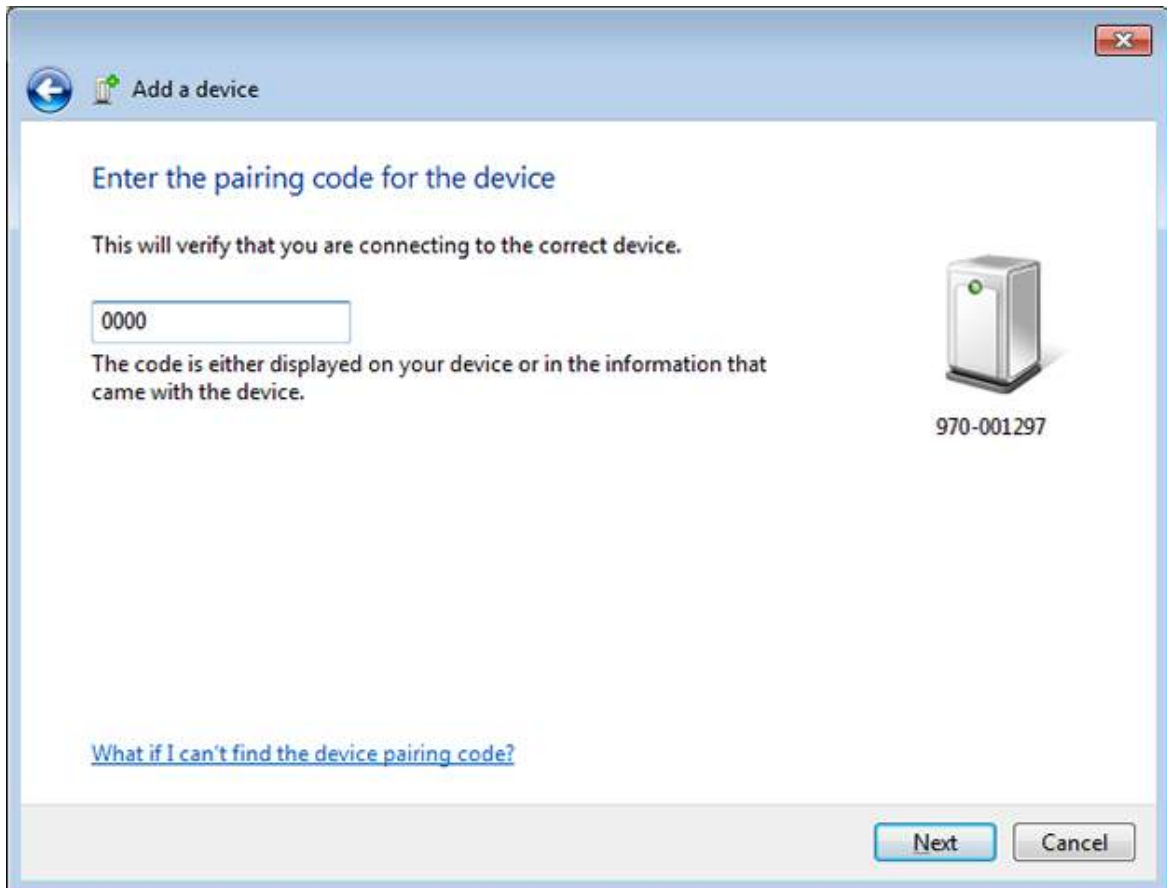 Add a device
Enter the pairing code for the device
This will verify that you are connecting to the correct device.
0000
The code is either displayed on your device or in the information that
came with the device.
970-001297
What if I can't find the device pairing code?
Next
Cancel